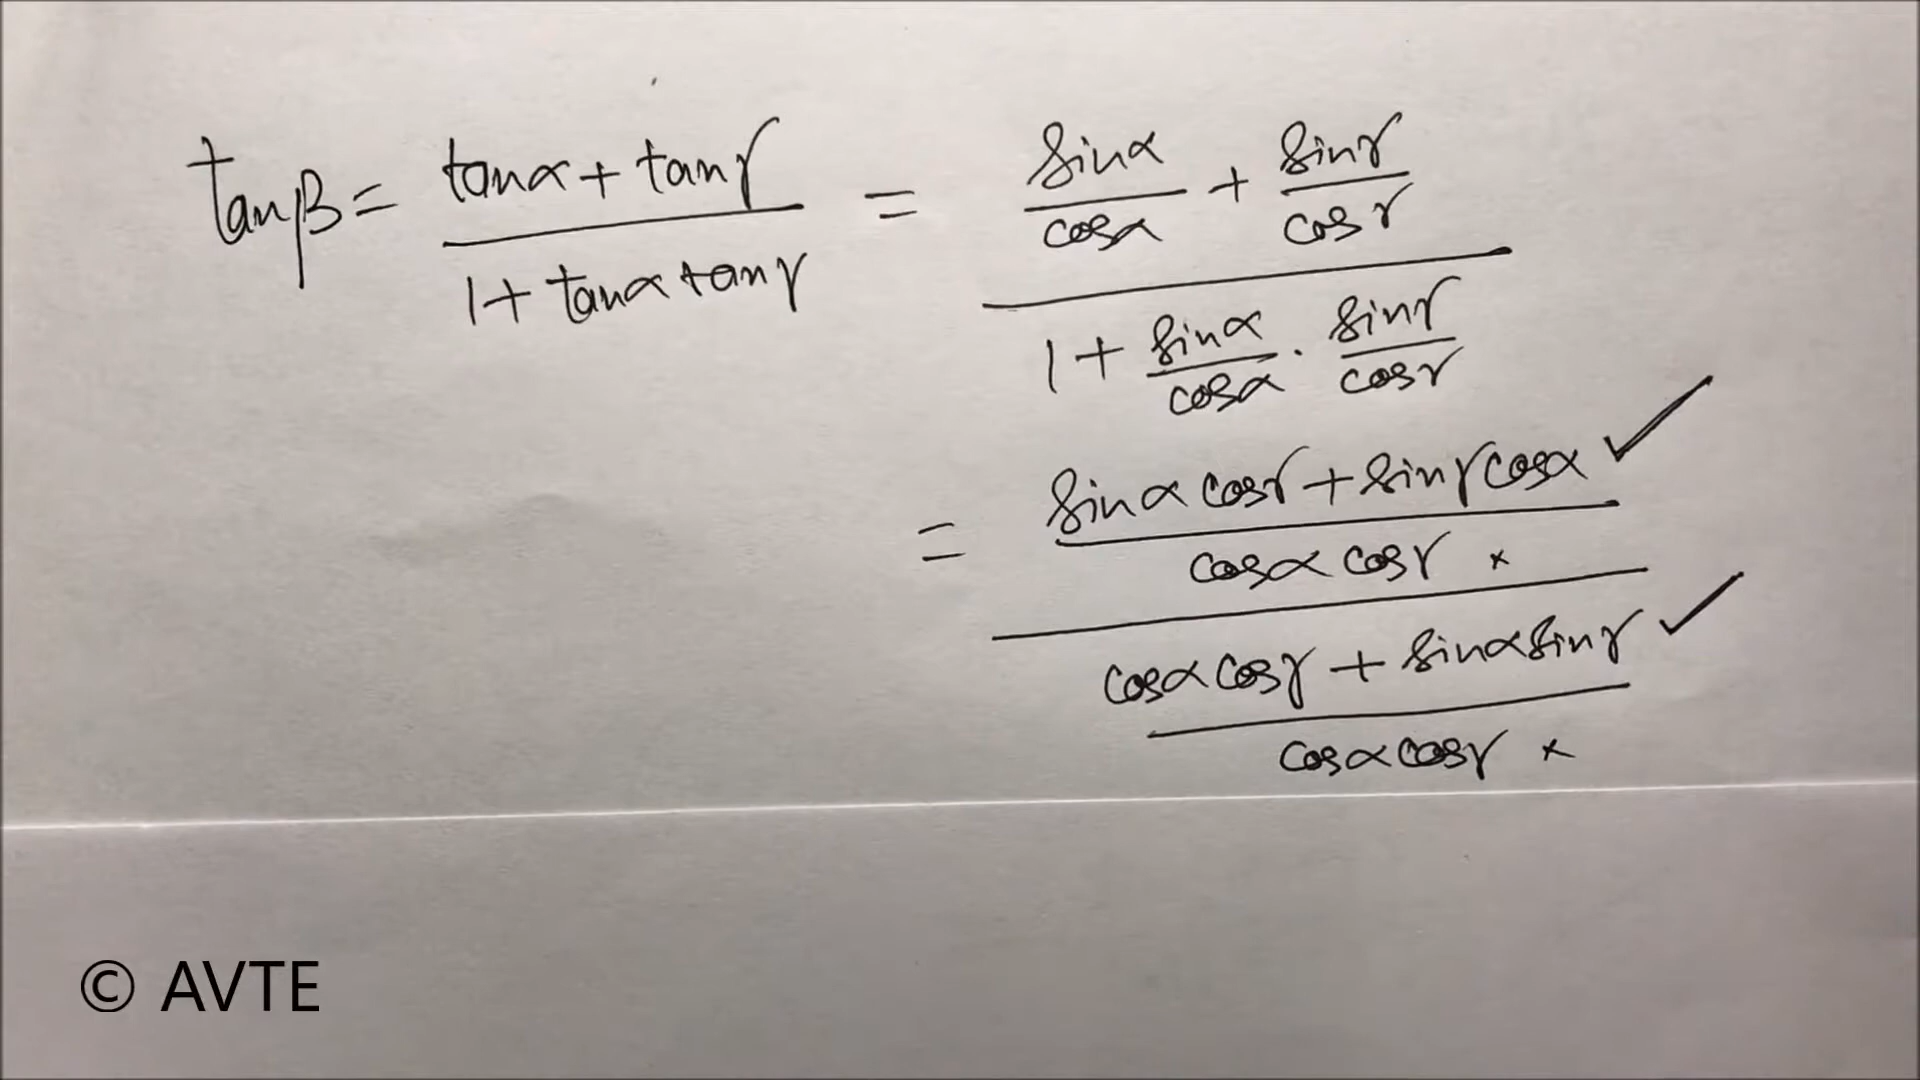 tanβ = (tanα + tanγ) / (1 + tanα tanγ) = (sinα/cosα + sinγ/cosγ) / (1 + sinα/cosα · sinγ/cosγ)
= ((sinα cosγ + sinγ cosα ✓) / (cosα cosγ ×)) / ((cosα cosγ + sinα sinγ ✓) / (cosα cosγ ×))
© AVTE